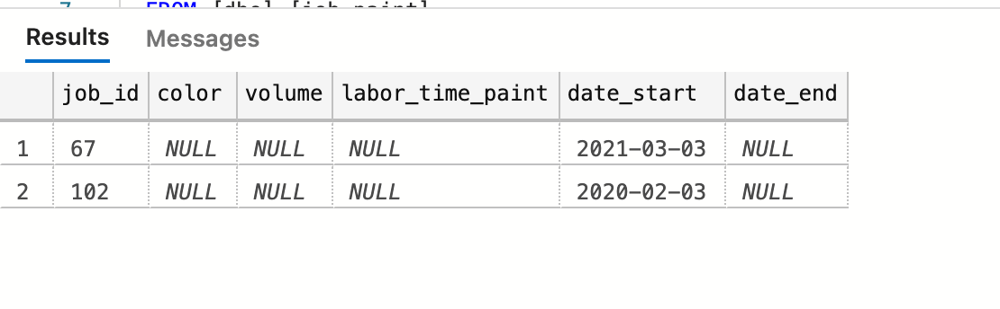 7 FROM [dbo].[job_paint]
Results Messages
job_id color volume labor_time_paint date_start date_end
1 67 NULL NULL NULL 2021-03-03 NULL
2 102 NULL NULL NULL 2020-02-03 NULL